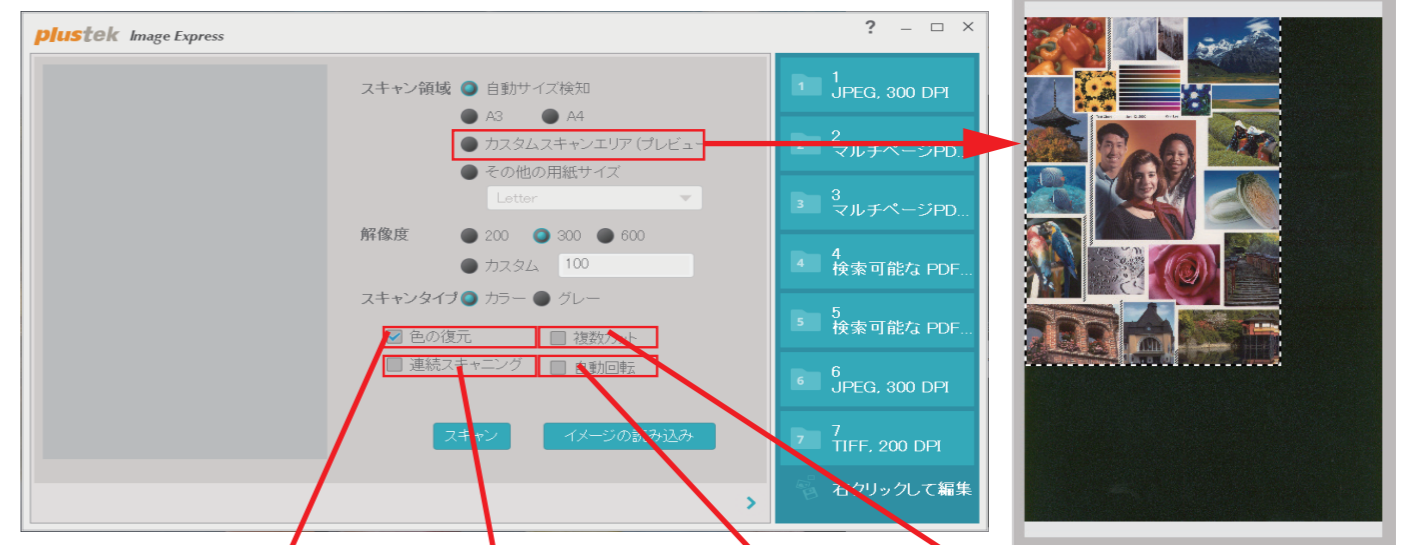 plustek Image Express
? – □ ×
スキャン領域 自動サイズ検知
A3 A4
カスタムスキャンエリア (プレビュー
その他の用紙サイズ
Letter
解像度 200 300 600
カスタム 100
スキャンタイプ カラー グレー
色の復元 複数カット
連続スキャニング 自動回転
スキャン イメージの読み込み
1 1
JPEG, 300 DPI
2 2
マルチページPD...
3 3
マルチページPD...
4 4
検索可能な PDF...
5 5
検索可能な PDF...
6 6
JPEG, 300 DPI
7 7
TIFF, 200 DPI
右クリックして編集